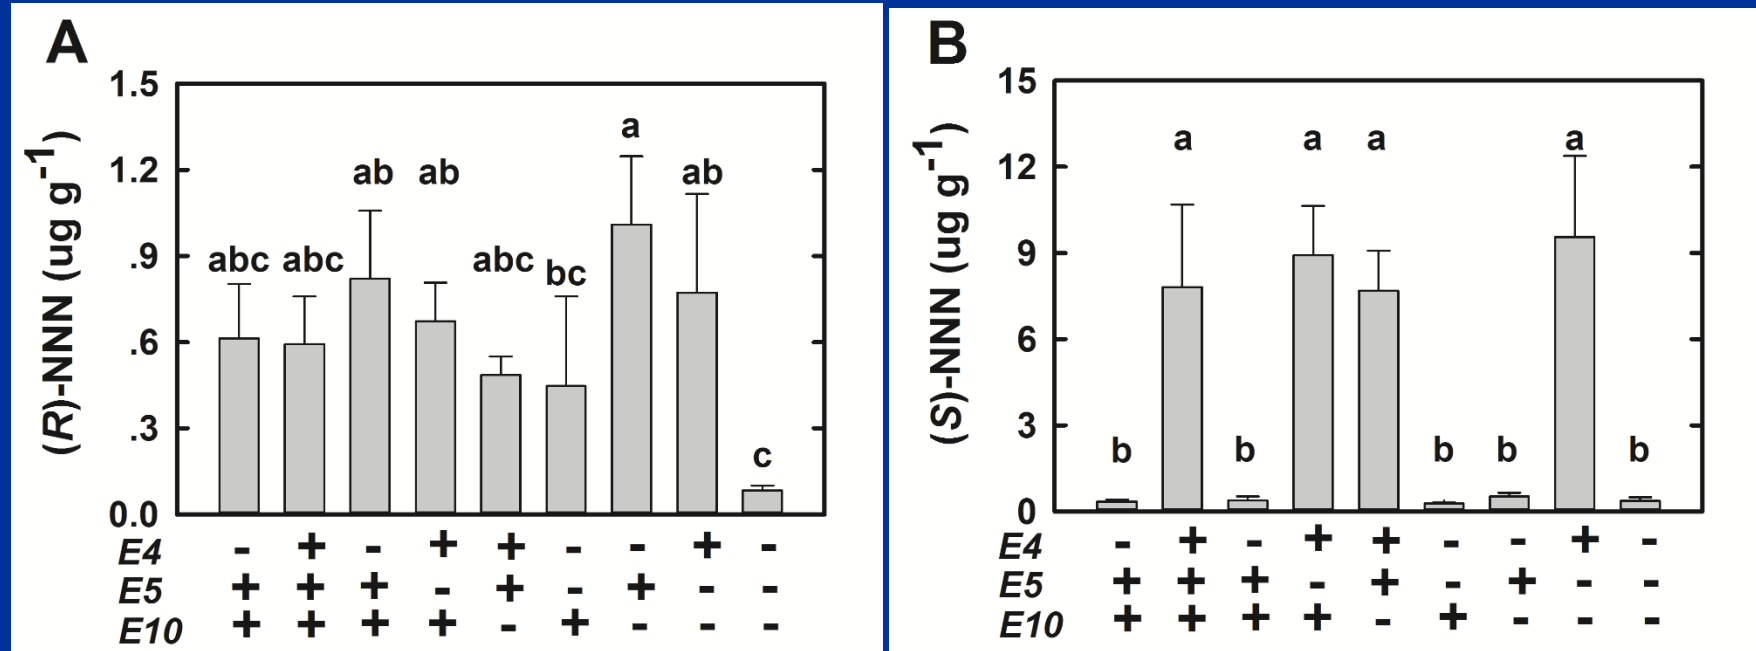 A
(R)-NNN (ug g-1)
1.5
1.2
.9
.6
.3
0.0
abc abc ab ab abc bc a ab c
E4 - + - + + - - + -
E5 + + + - + - + - -
E10 + + + + - + - - -
B
(S)-NNN (ug g-1)
15
12
9
6
3
0
b a b a a b b a b
E4 - + - + + - - + -
E5 + + + - + - + - -
E10 + + + + - + - - -